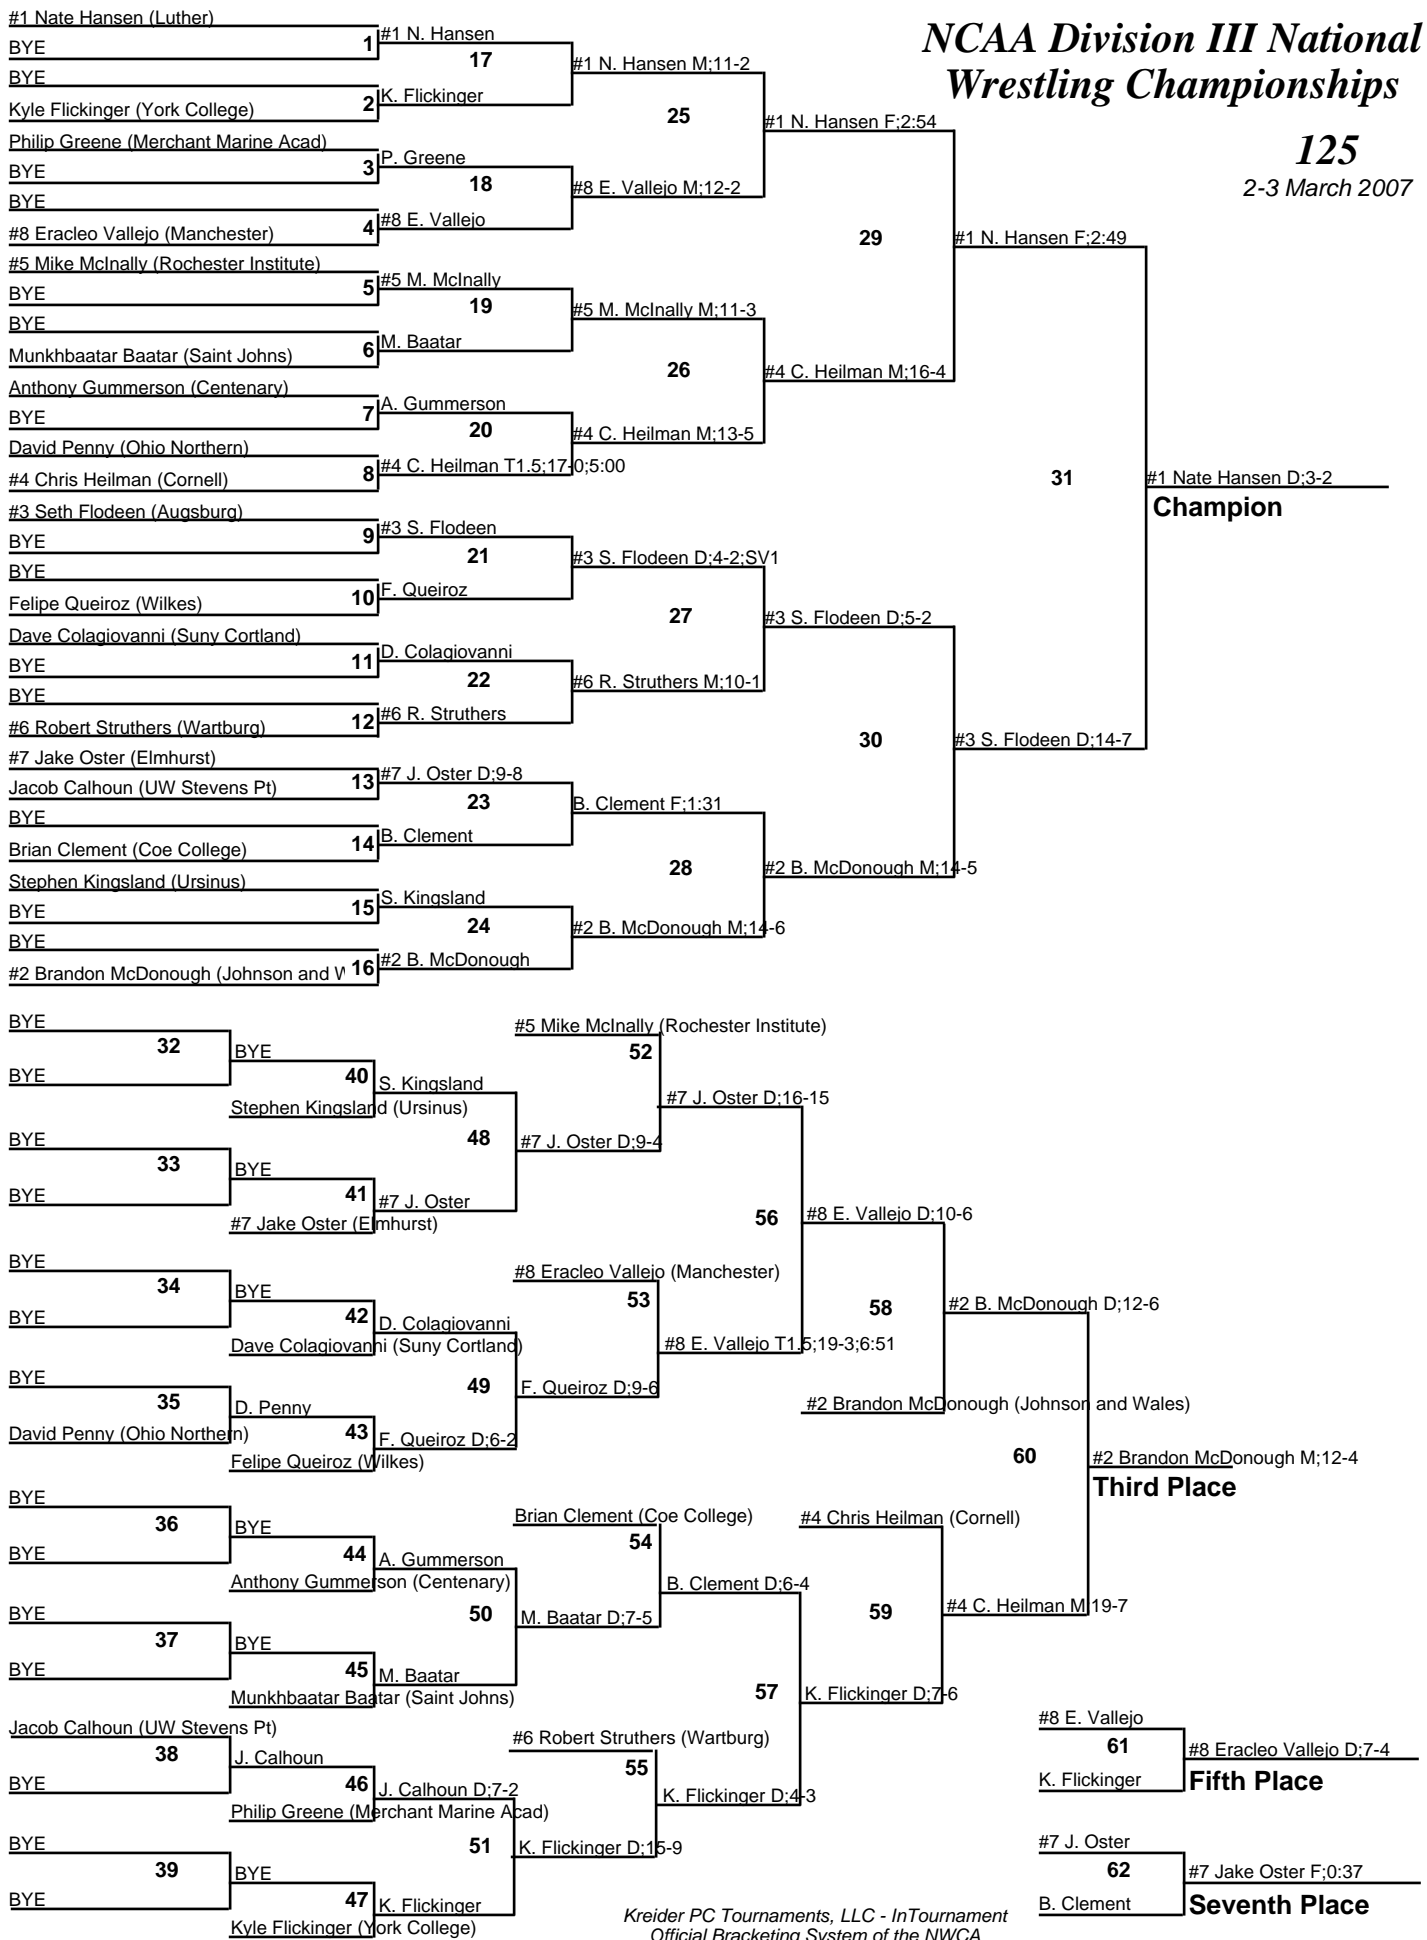 NCAA Division III National
Wrestling Championships
125
2-3 March 2007
#1 Nate Hansen (Luther)
BYE
1
BYE
Kyle Flickinger (York College)
2
Philip Greene (Merchant Marine Acad)
BYE
3
BYE
#8 Eracleo Vallejo (Manchester)
4
#5 Mike McInally (Rochester Institute)
BYE
5
BYE
Munkhbaatar Baatar (Saint Johns)
6
Anthony Gummerson (Centenary)
BYE
7
David Penny (Ohio Northern)
#4 Chris Heilman (Cornell)
8
#3 Seth Flodeen (Augsburg)
BYE
9
BYE
Felipe Queiroz (Wilkes)
10
Dave Colagiovanni (Suny Cortland)
BYE
11
BYE
#6 Robert Struthers (Wartburg)
12
#7 Jake Oster (Elmhurst)
Jacob Calhoun (UW Stevens Pt)
13
BYE
Brian Clement (Coe College)
14
Stephen Kingsland (Ursinus)
BYE
15
BYE
#2 Brandon McDonough (Johnson and W
16
#1 N. Hansen
17
K. Flickinger
P. Greene
18
#8 E. Vallejo
#5 M. McInally
19
M. Baatar
A. Gummerson
20
#4 C. Heilman T1.5;17-0;5:00
#3 S. Flodeen
21
F. Queiroz
D. Colagiovanni
22
#6 R. Struthers
#7 J. Oster D;9-8
23
B. Clement
S. Kingsland
24
#2 B. McDonough
#1 N. Hansen M;11-2
25
#8 E. Vallejo M;12-2
#5 M. McInally M;11-3
26
#4 C. Heilman M;13-5
#3 S. Flodeen D;4-2;SV1
27
#6 R. Struthers M;10-1
B. Clement F;1:31
28
#2 B. McDonough M;14-6
#1 N. Hansen F;2:54
29
#4 C. Heilman M;16-4
#3 S. Flodeen D;5-2
30
#2 B. McDonough M;14-5
#1 N. Hansen F;2:49
31
#3 S. Flodeen D;14-7
#1 Nate Hansen D;3-2
Champion
BYE
32
BYE
BYE
33
BYE
BYE
34
BYE
BYE
35
David Penny (Ohio Northern)
BYE
36
BYE
BYE
37
BYE
Jacob Calhoun (UW Stevens Pt)
38
BYE
BYE
39
BYE
BYE
40
Stephen Kingsland (Ursinus)
BYE
41
#7 Jake Oster (Elmhurst)
BYE
42
Dave Colagiovanni (Suny Cortland)
D. Penny
43
Felipe Queiroz (Wilkes)
BYE
44
Anthony Gummerson (Centenary)
BYE
45
Munkhbaatar Baatar (Saint Johns)
J. Calhoun
46
Philip Greene (Merchant Marine Acad)
BYE
47
Kyle Flickinger (York College)
S. Kingsland
48
#7 J. Oster
D. Colagiovanni
49
F. Queiroz D;6-2
A. Gummerson
50
M. Baatar
J. Calhoun D;7-2
51
K. Flickinger
#5 Mike McInally (Rochester Institute)
52
#7 J. Oster D;9-4
#8 Eracleo Vallejo (Manchester)
53
F. Queiroz D;9-6
Brian Clement (Coe College)
54
M. Baatar D;7-5
#6 Robert Struthers (Wartburg)
55
K. Flickinger D;15-9
#7 J. Oster D;16-15
56
#8 E. Vallejo T1.5;19-3;6:51
B. Clement D;6-4
57
K. Flickinger D;4-3
#8 E. Vallejo D;10-6
58
#2 Brandon McDonough (Johnson and Wales)
#4 Chris Heilman (Cornell)
59
K. Flickinger D;7-6
#2 B. McDonough D;12-6
60
#4 C. Heilman M;19-7
#2 Brandon McDonough M;12-4
Third Place
#8 E. Vallejo
61
K. Flickinger
#8 Eracleo Vallejo D;7-4
Fifth Place
#7 J. Oster
62
B. Clement
#7 Jake Oster F;0:37
Seventh Place
Kreider PC Tournaments, LLC - InTournament
Official Bracketing System of the NWCA